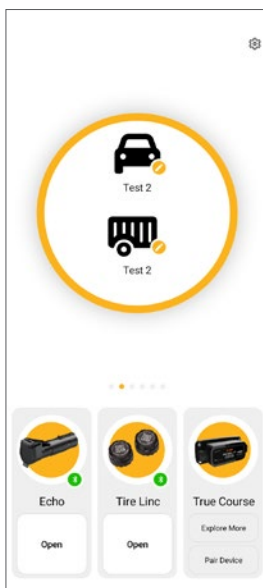 Test 2
Test 2
Echo
Tire Linc
True Course
Open
Open
Explore More
Pair Device